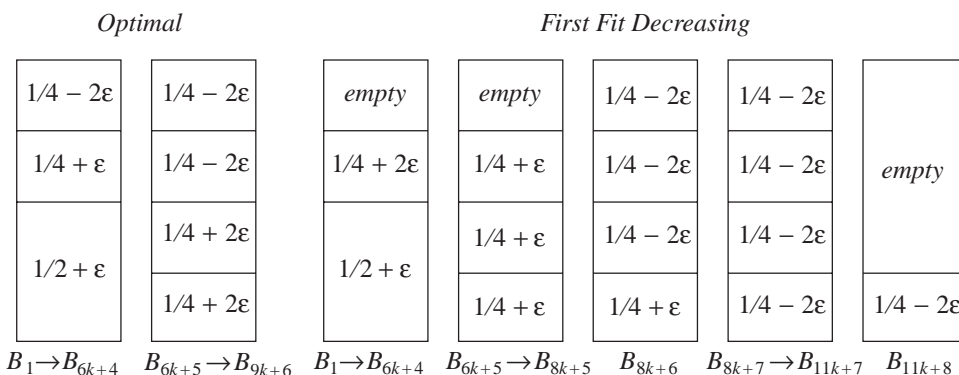 Optimal
First Fit Decreasing
1/4 − 2ε
1/4 + ε
1/2 + ε
B1→B6k+4
1/4 − 2ε
1/4 − 2ε
1/4 + 2ε
1/4 + 2ε
B6k+5→B9k+6
empty
1/4 + 2ε
1/2 + ε
B1→B6k+4
empty
1/4 + ε
1/4 + ε
1/4 + ε
B6k+5→B8k+5
1/4 − 2ε
1/4 − 2ε
1/4 − 2ε
1/4 + ε
B8k+6
1/4 − 2ε
1/4 − 2ε
1/4 − 2ε
1/4 − 2ε
B8k+7→B11k+7
empty
1/4 − 2ε
B11k+8